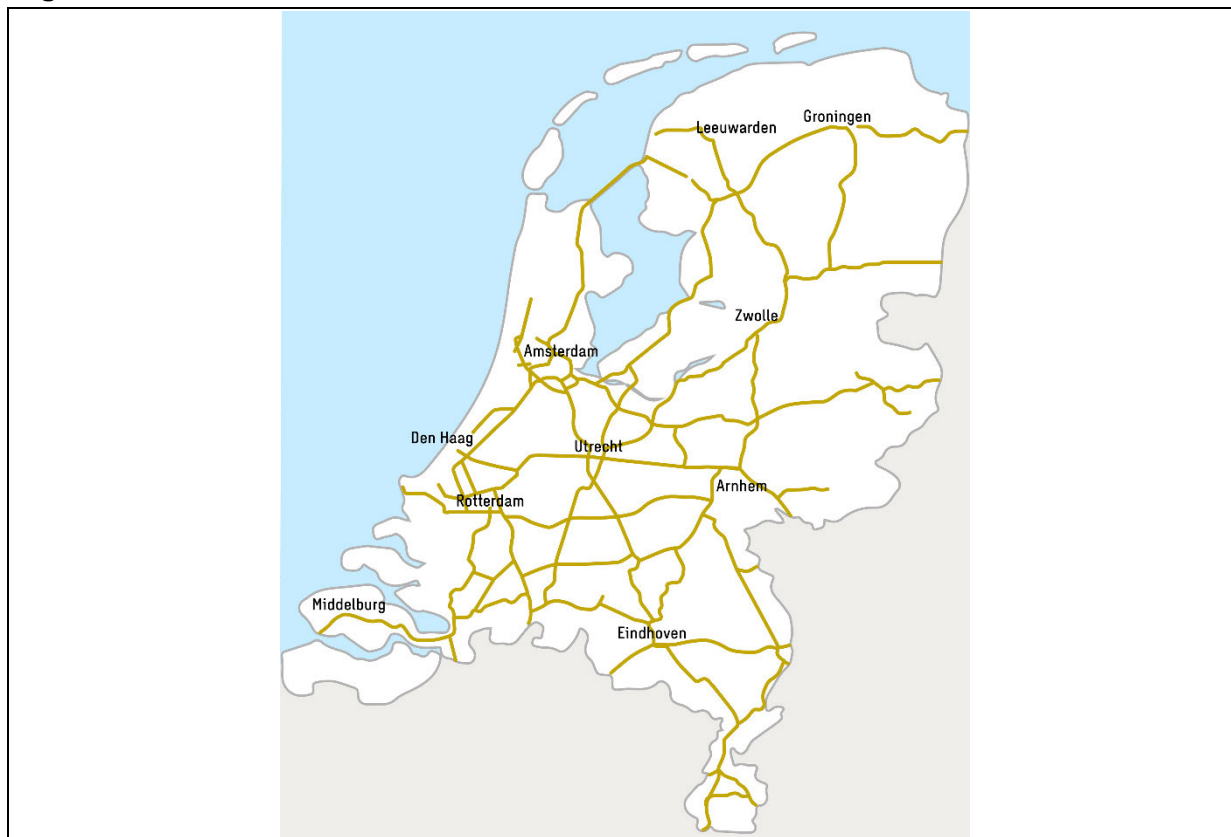 Groningen
Leeuwarden
Zwolle
Amsterdam
Den Haag
Utrecht
Arnhem
Rotterdam
Middelburg
Eindhoven